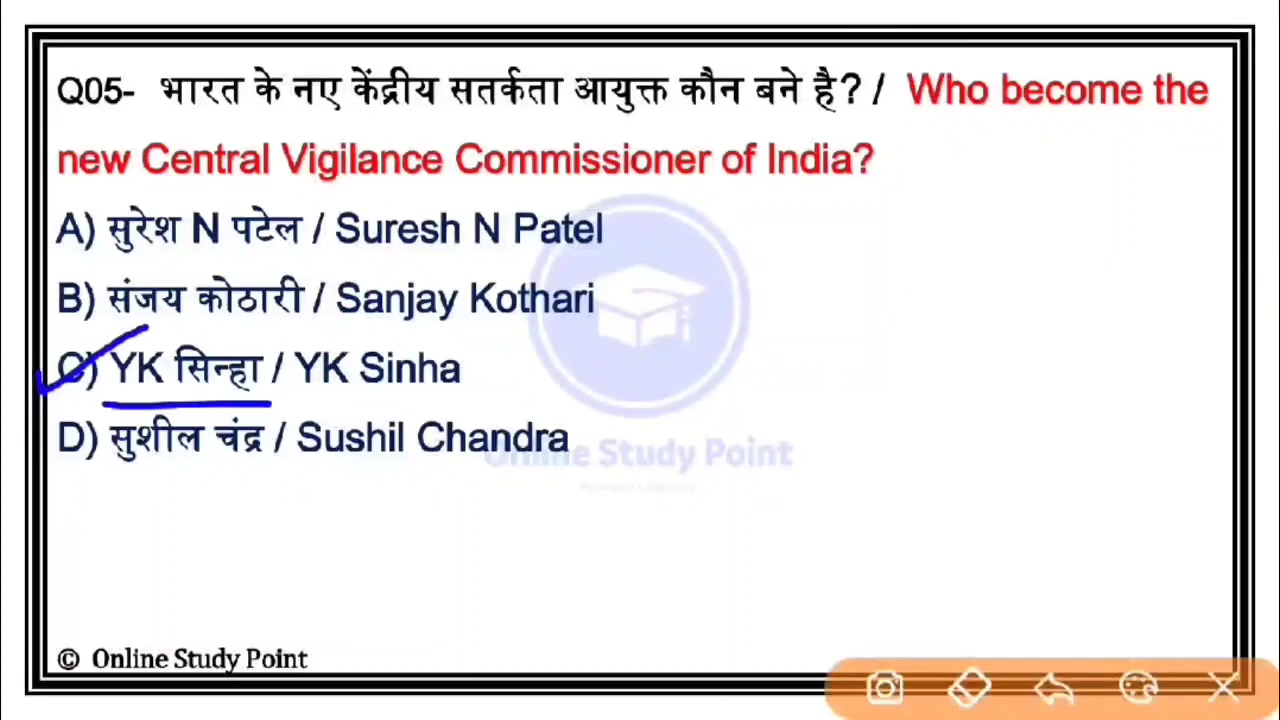 Q05- भारत के नए केंद्रीय सतर्कता आयुक्त कौन बने है? / Who become the
new Central Vigilance Commissioner of India?
A) सुरेश N पटेल / Suresh N Patel
B) संजय कोठारी / Sanjay Kothari
C) YK सिन्हा / YK Sinha
D) सुशील चंद्र / Sushil Chandra
Online Study Point
© Online Study Point